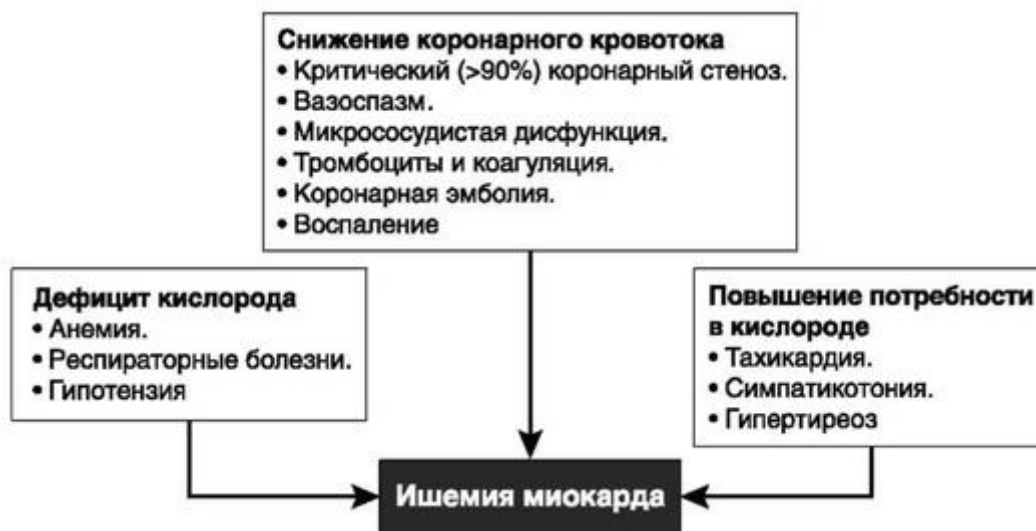 Снижение коронарного кровотока
• Критический (>90%) коронарный стеноз.
• Вазоспазм.
• Микрососудистая дисфункция.
• Тромбоциты и коагуляция.
• Коронарная эмболия.
• Воспаление
Дефицит кислорода
• Анемия.
• Респираторные болезни.
• Гипотензия
Повышение потребности
в кислороде
• Тахикардия.
• Симпатикотония.
• Гипертиреоз
Ишемия миокарда